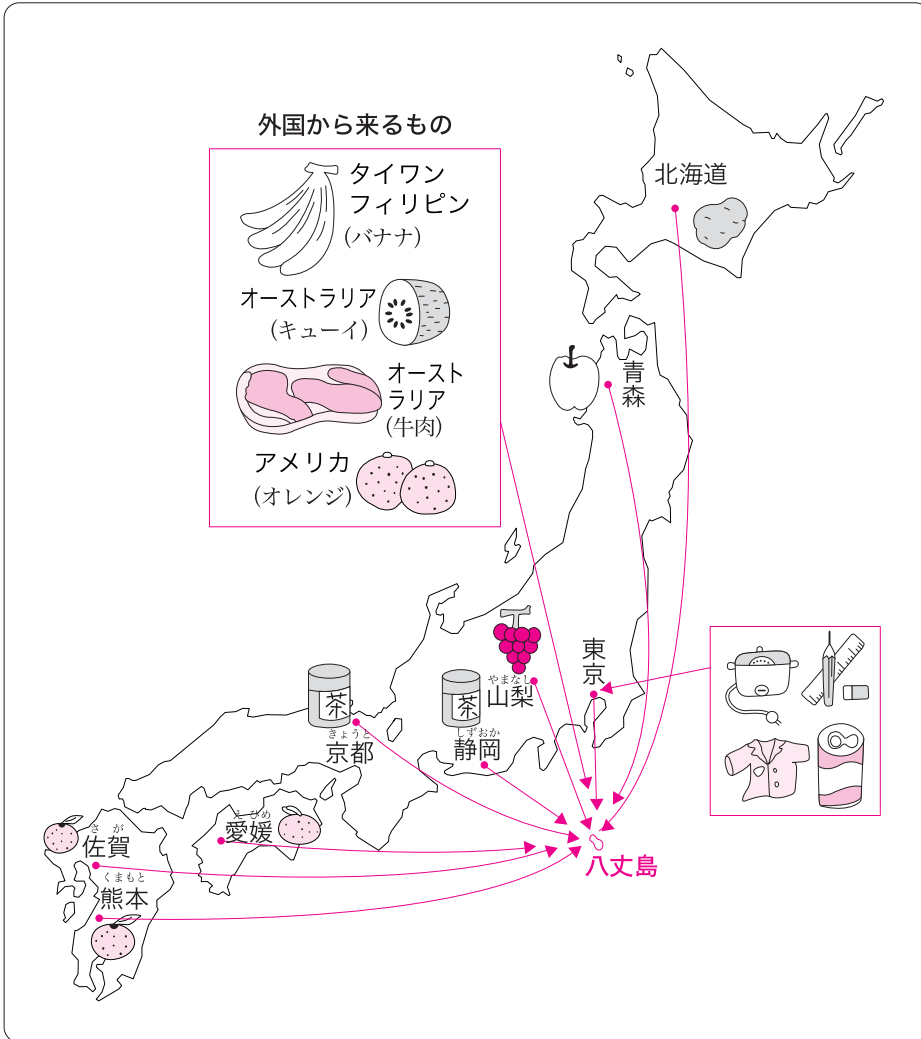 外国から来るもの
タイワン
フィリピン
(バナナ)
オーストラリア
(キューイ)
オースト
ラリア
(牛肉)
アメリカ
(オレンジ)
北海道
青森
東京
やまなし
山梨
茶
しずおか
静岡
茶
きょうと
京都
えひめ
愛媛
さが
佐賀
くまもと
熊本
八丈島